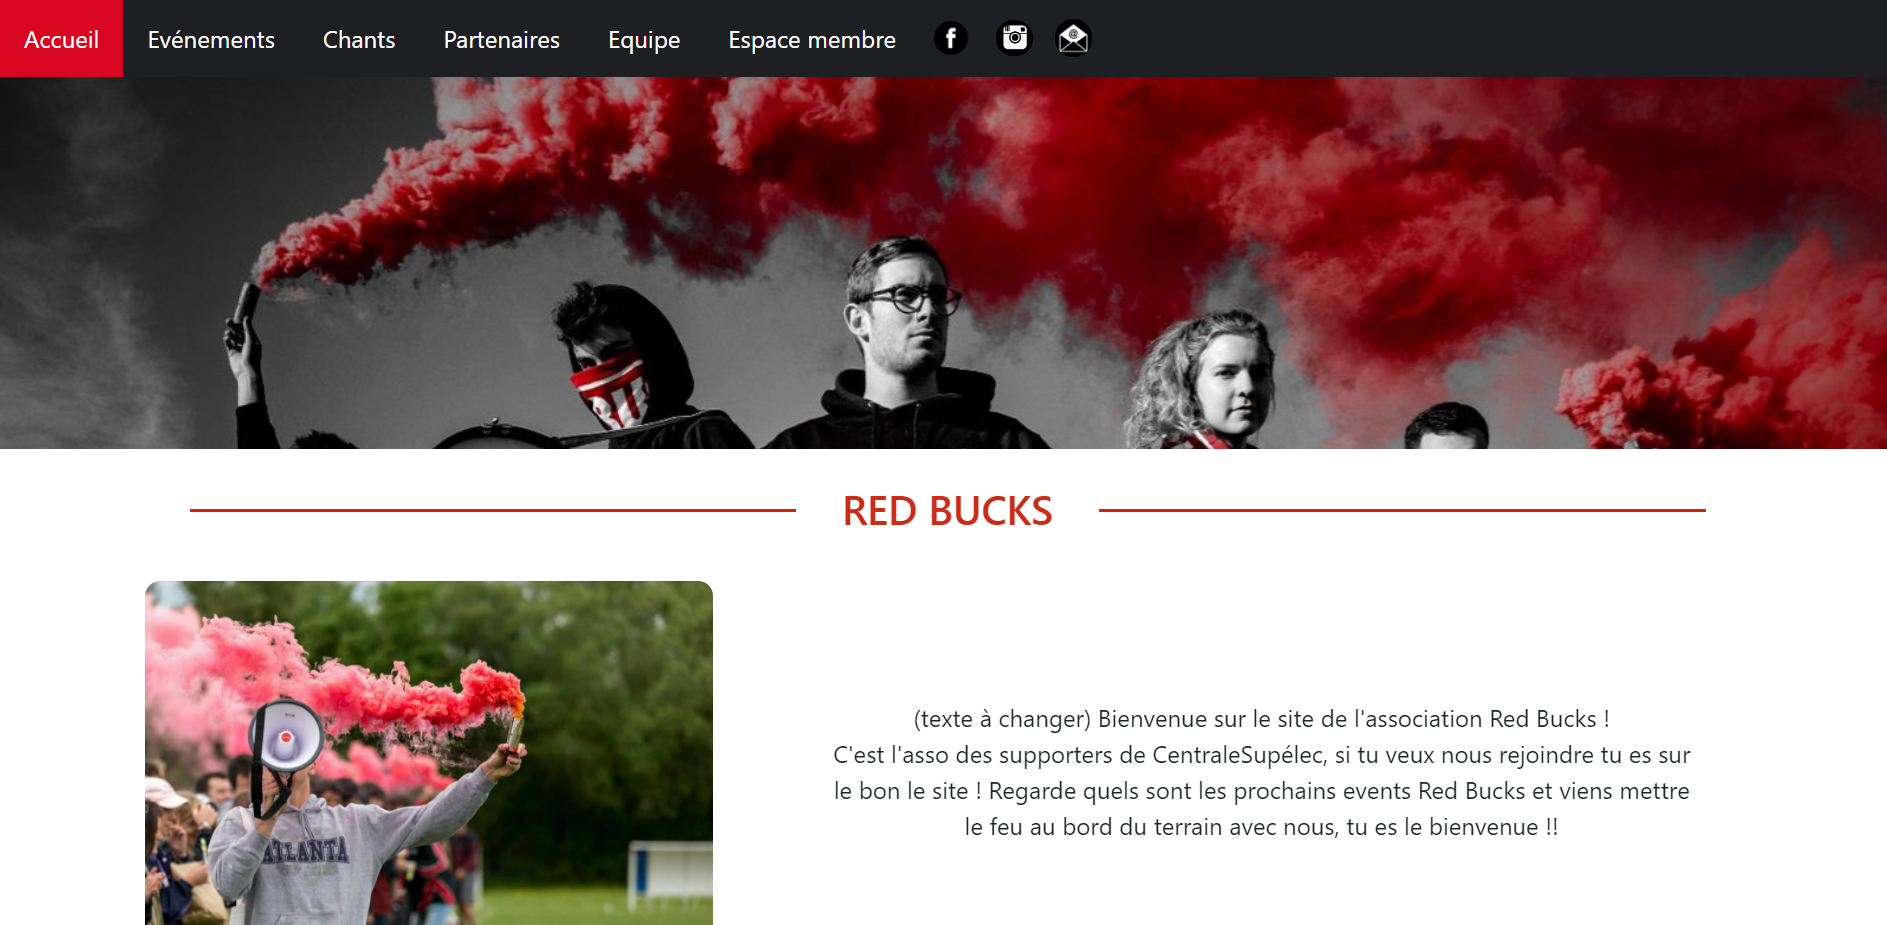 Accueil Evénements Chants Partenaires Equipe Espace membre
RED BUCKS
(texte à changer) Bienvenue sur le site de l'association Red Bucks !
C'est l'asso des supporters de CentraleSupélec, si tu veux nous rejoindre tu es sur
le bon le site ! Regarde quels sont les prochains events Red Bucks et viens mettre
le feu au bord du terrain avec nous, tu es le bienvenue !!
ATLANTA